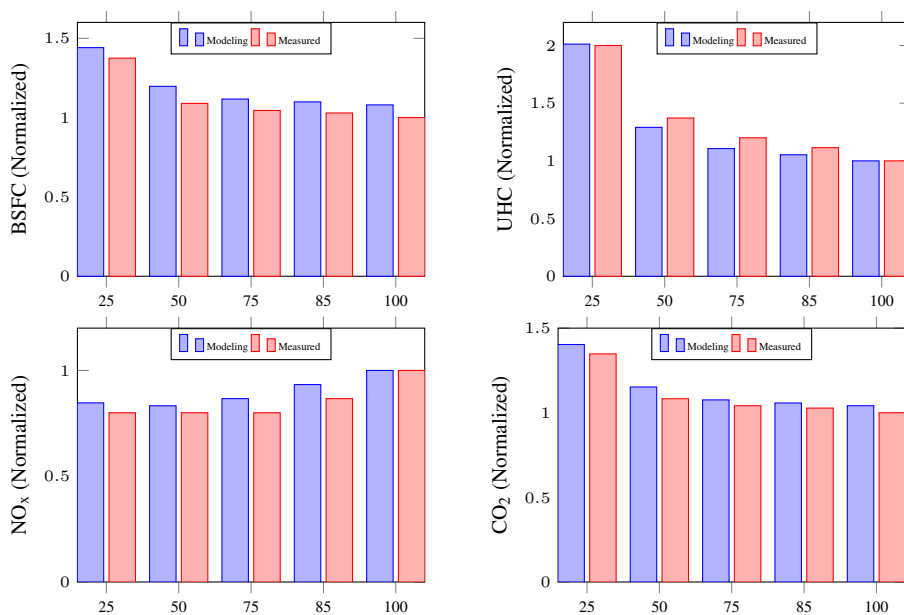 BSFC (Normalized)
1.5
1
0.5
0
Modeling Measured
25 50 75 85 100
UHC (Normalized)
2
1.5
1
0.5
0
Modeling Measured
25 50 75 85 100
NOₓ (Normalized)
1
0.5
0
Modeling Measured
25 50 75 85 100
CO₂ (Normalized)
1.5
1
0.5
0
Modeling Measured
25 50 75 85 100